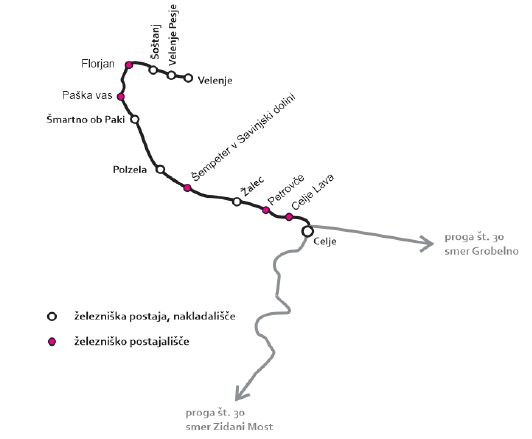 Šoštanj
Velenje Pesje
Florjan
Velenje
Paška vas
Šmartno ob Paki
Šempeter v Savinjski dolini
Polzela
Žalec
Petrovče
Celje Lava
Celje
proga št. 30
smer Grobelno
železniška postaja, nakladališče
železniško postajališče
proga št. 30
smer Zidani Most